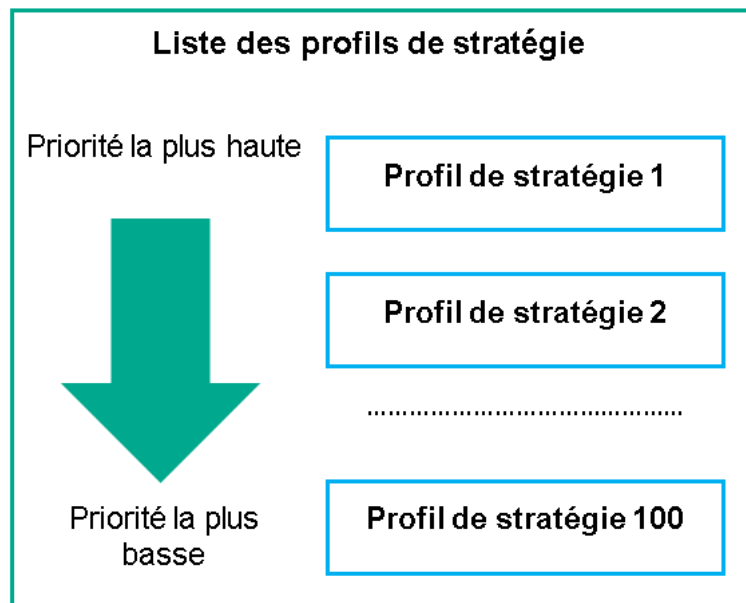 Liste des profils de stratégie
Priorité la plus haute
Profil de stratégie 1
Profil de stratégie 2
................................................
Priorité la plus
basse
Profil de stratégie 100